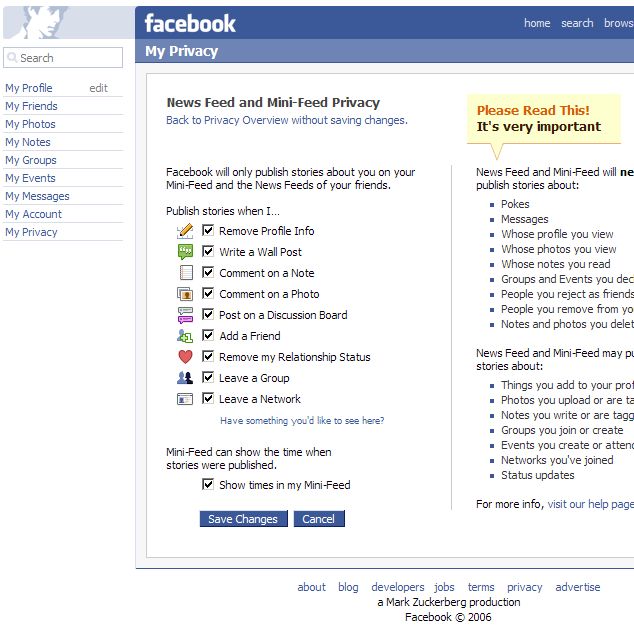 facebook
home search brows
My Privacy
Search
My Profile edit
My Friends
My Photos
My Notes
My Groups
My Events
My Messages
My Account
My Privacy
News Feed and Mini-Feed Privacy
Back to Privacy Overview without saving changes.
Facebook will only publish stories about you on your
Mini-Feed and the News Feeds of your friends.
Publish stories when I...
Remove Profile Info
Write a Wall Post
Comment on a Note
Comment on a Photo
Post on a Discussion Board
Add a Friend
Remove my Relationship Status
Leave a Group
Leave a Network
Have something you'd like to see here?
Mini-Feed can show the time when
stories were published.
Show times in my Mini-Feed
Save Changes Cancel
Please Read This!
It's very important
News Feed and Mini-Feed will ne
publish stories about:
Pokes
Messages
Whose profile you view
Whose photos you view
Whose notes you read
Groups and Events you dec
People you reject as friends
People you remove from yo
Notes and photos you delet
News Feed and Mini-Feed may pu
stories about:
Things you add to your prof
Photos you upload or are ta
Notes you write or are tagg
Groups you join or create
Events you create or attend
Networks you've joined
Status updates
For more info, visit our help page
about blog developers jobs terms privacy advertise
a Mark Zuckerberg production
Facebook © 2006